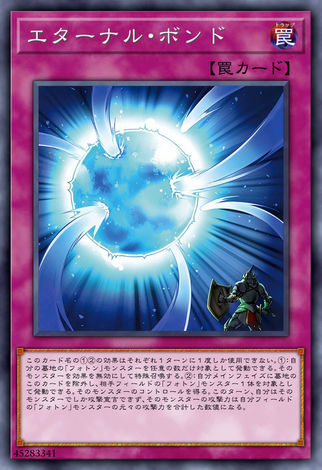 エターナル・ボンド
トラップ
罠
【罠カード】
このカード名の①②の効果はそれぞれ１ターンに１度しか使用できない。①：自
分の墓地の「フォトン」モンスターを任意の数だけ対象として発動できる。その
モンスターを効果を無効にして特殊召喚する。②：自分メインフェイズに墓地の
このカードを除外し、相手フィールドの「フォトン」モンスター１体を対象とし
て発動できる。そのモンスターのコントロールを得る。このターン、自分はその
モンスターでしか攻撃宣言できず、そのモンスターの攻撃力は自分フィールド
の「フォトン」モンスターの元々の攻撃力を合計した数値になる。
45283341